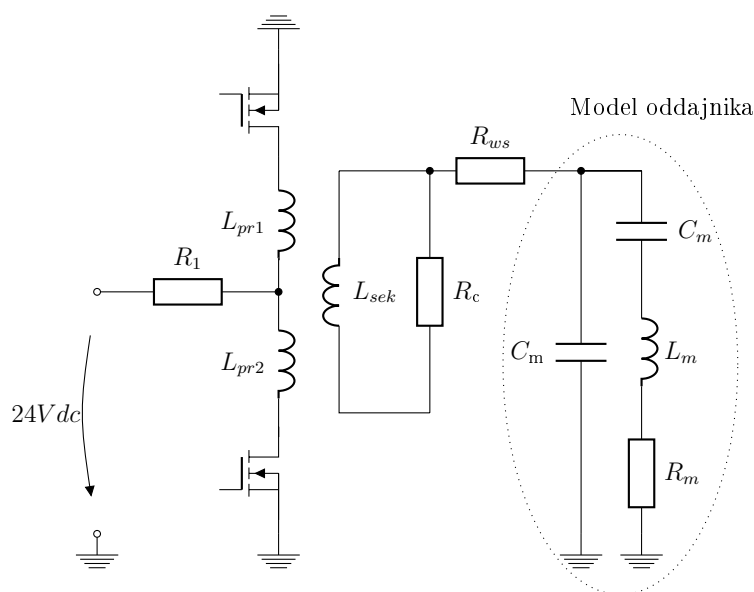 Model oddajnika
R_{ws}
L_{pr1}
C_m
R_1
L_{sek}
R_c
L_{pr2}
C_m
L_m
24Vdc
R_m